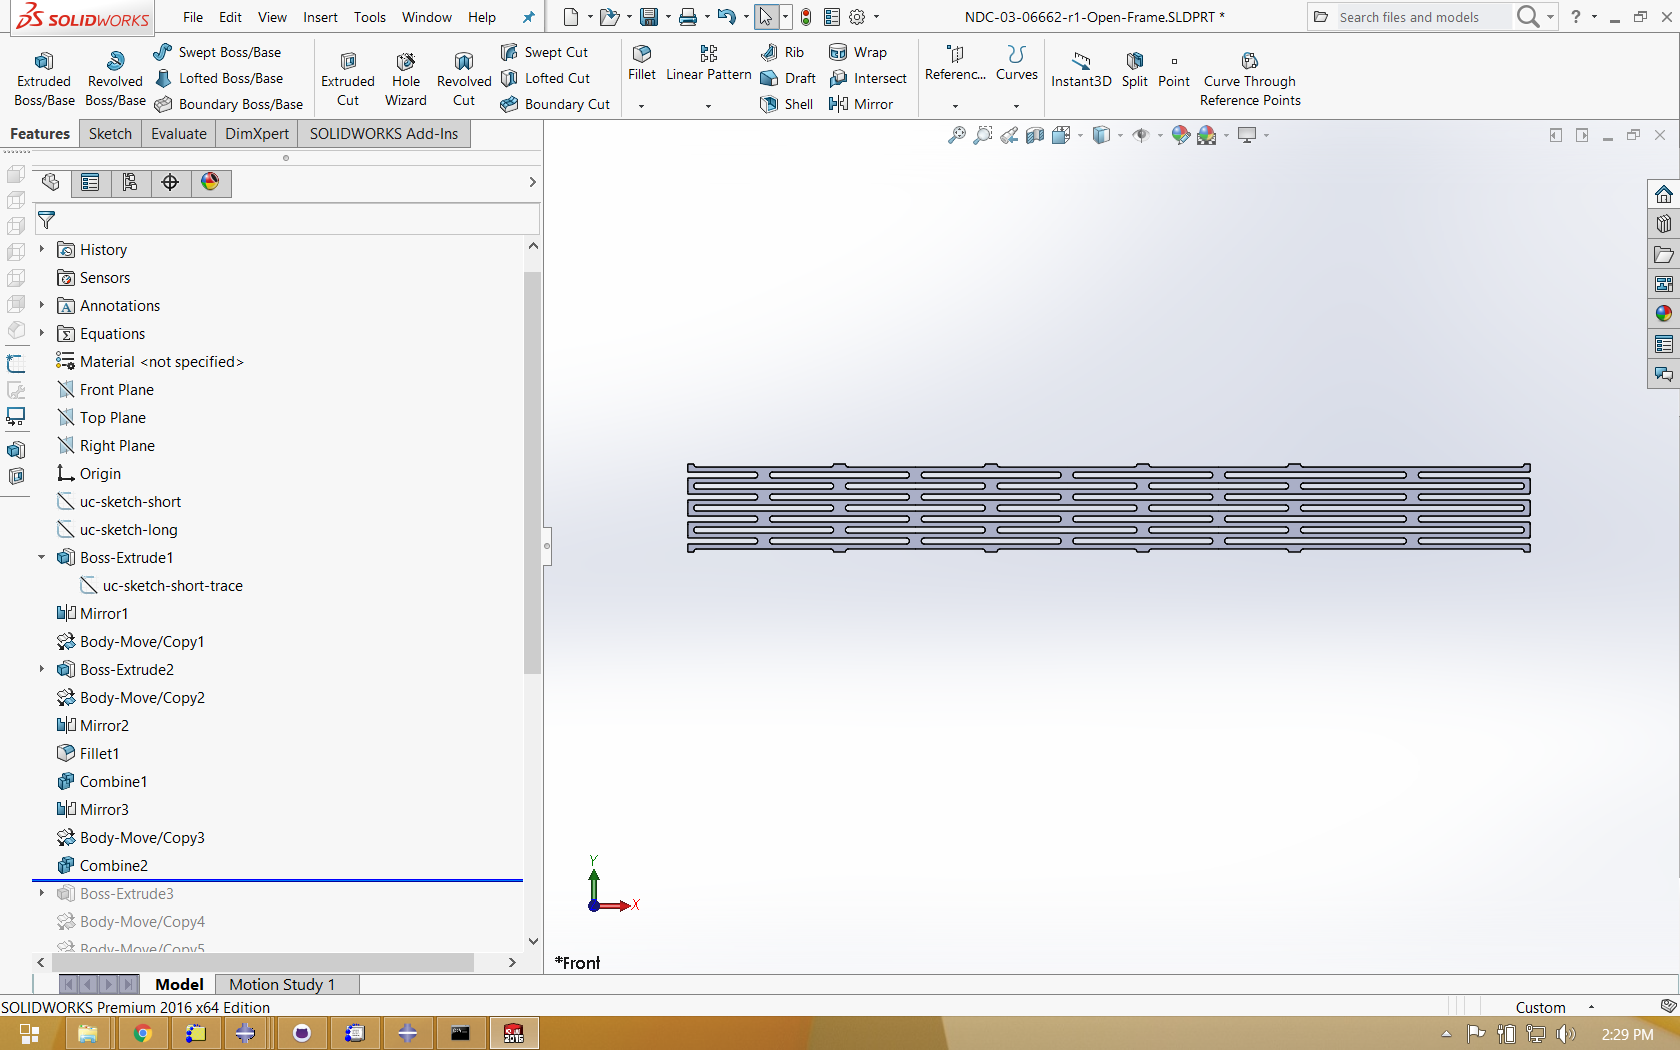 SOLIDWORKS
File Edit View Insert Tools Window Help
NDC-03-06662-r1-Open-Frame.SLDPRT *
Search files and models
?
Extruded Boss/Base
Revolved Boss/Base
Swept Boss/Base
Lofted Boss/Base
Boundary Boss/Base
Extruded Cut
Hole Wizard
Revolved Cut
Swept Cut
Lofted Cut
Boundary Cut
Fillet
Linear Pattern
Rib
Draft
Shell
Wrap
Intersect
Mirror
Referenc...
Curves
Instant3D
Split
Point
Curve Through Reference Points
Features Sketch Evaluate DimXpert SOLIDWORKS Add-Ins
History
Sensors
Annotations
Equations
Material <not specified>
Front Plane
Top Plane
Right Plane
Origin
uc-sketch-short
uc-sketch-long
Boss-Extrude1
uc-sketch-short-trace
Mirror1
Body-Move/Copy1
Boss-Extrude2
Body-Move/Copy2
Mirror2
Fillet1
Combine1
Mirror3
Body-Move/Copy3
Combine2
Boss-Extrude3
Body-Move/Copy4
Body-Move/Copy5
Y
X
*Front
Model Motion Study 1
SOLIDWORKS Premium 2016 x64 Edition
Custom
2:29 PM